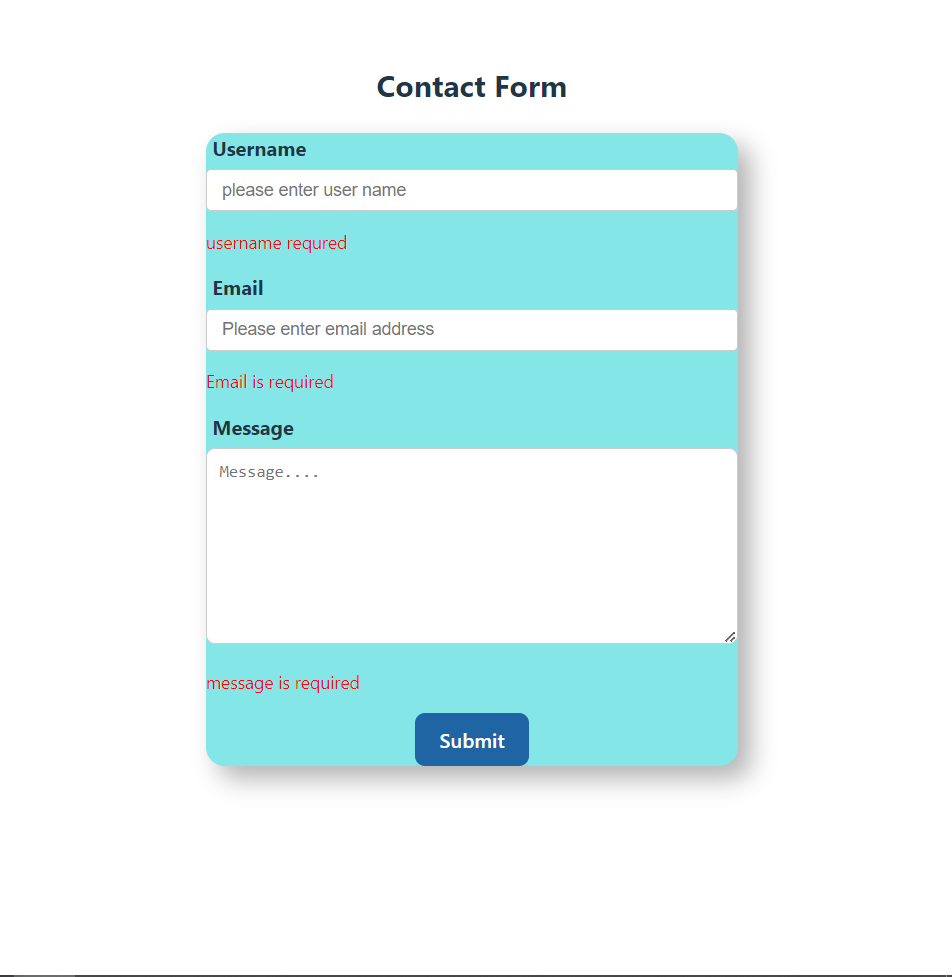 Contact Form
Username
please enter user name
username requred
Email
Please enter email address
Email is required
Message
Message....
message is required
Submit